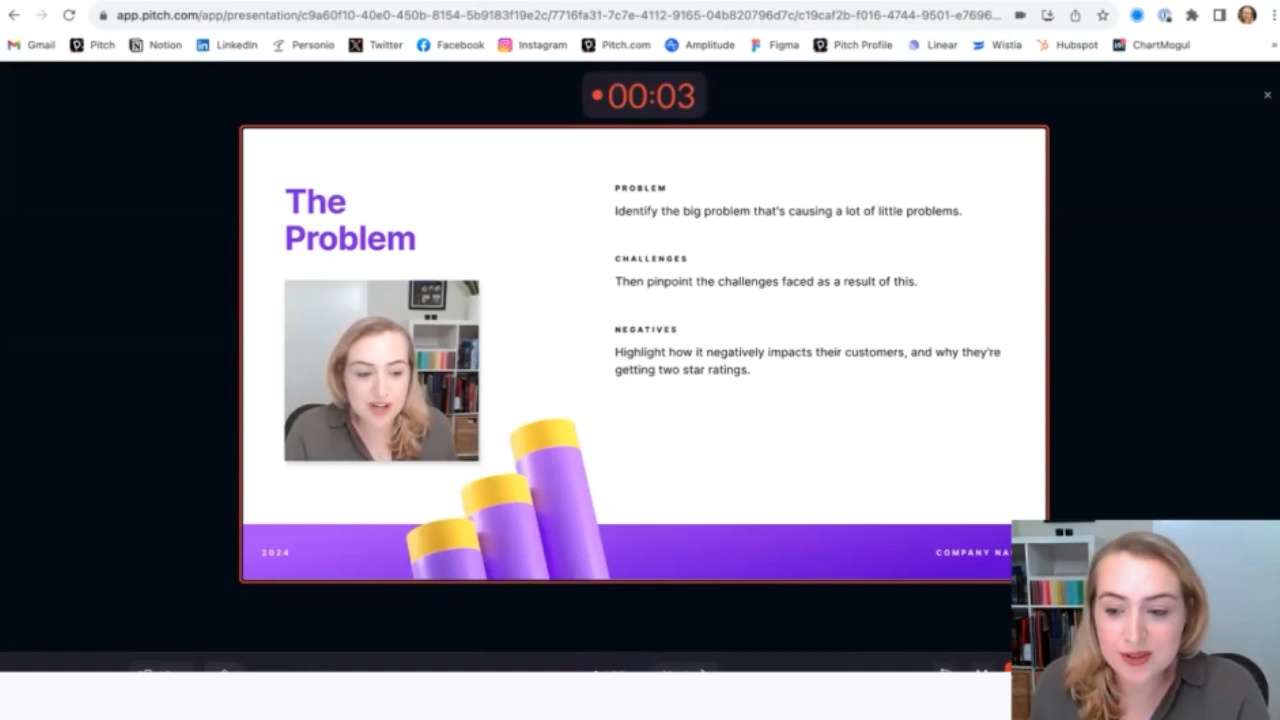 app.pitch.com/app/presentation/c9a60f10-40e0-450b-8154-5b9183f19e2c/7716fa31-7c7e-4112-9165-04b820796d7c/c19caf2b-f016-4744-9501-e7696...
Gmail Pitch Notion LinkedIn Personio Twitter Facebook Instagram Pitch.com Amplitude Figma Pitch Profile Linear Wistia Hubspot ChartMogul »
00:03
The
Problem
PROBLEM
Identify the big problem that's causing a lot of little problems.
CHALLENGES
Then pinpoint the challenges faced as a result of this.
NEGATIVES
Highlight how it negatively impacts their customers, and why they're
getting two star ratings.
2024
COMPANY NA